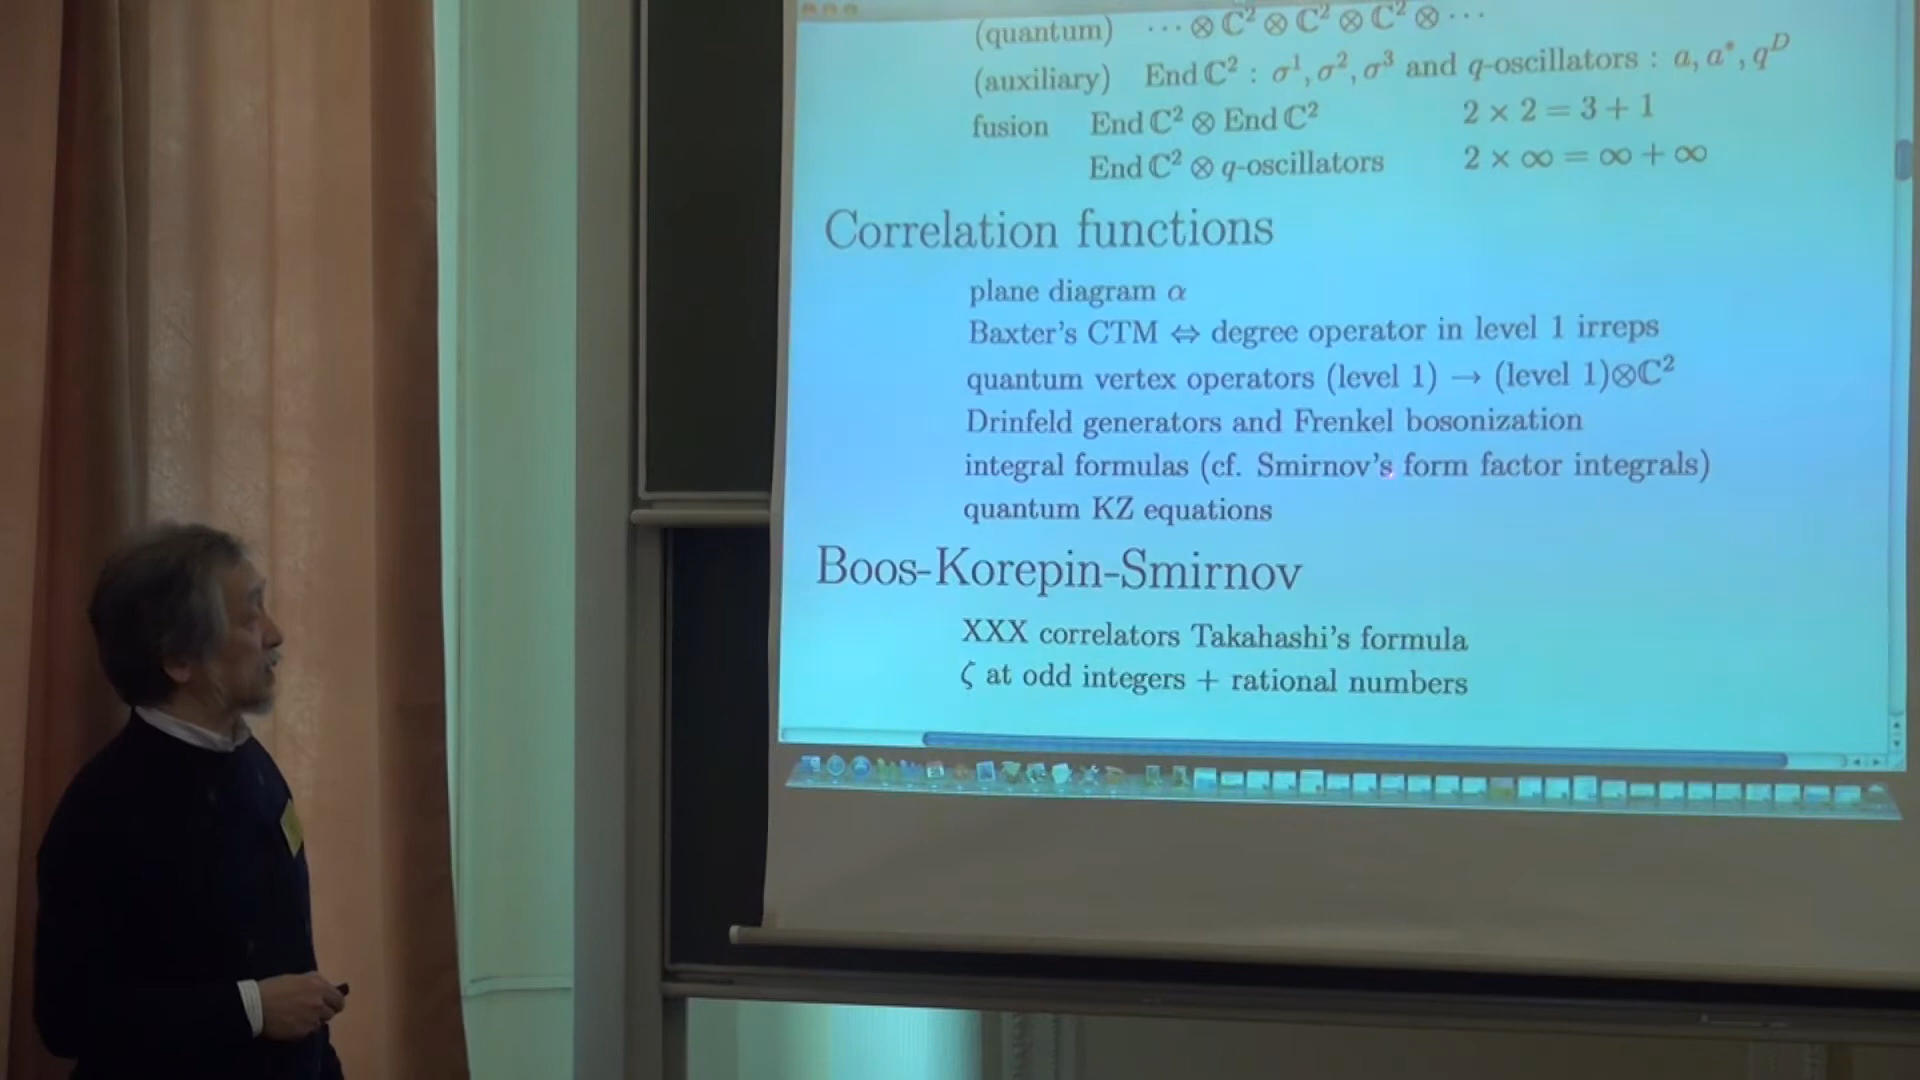 (quantum) ··· ⊗ ℂ² ⊗ ℂ² ⊗ ℂ² ⊗ ···
(auxiliary) End ℂ² : σ¹, σ², σ³ and q-oscillators : a, a*, q^D
fusion End ℂ² ⊗ End ℂ² 2 × 2 = 3 + 1
End ℂ² ⊗ q-oscillators 2 × ∞ = ∞ + ∞
Correlation functions
plane diagram α
Baxter's CTM ⇔ degree operator in level 1 irreps
quantum vertex operators (level 1) → (level 1)⊗ℂ²
Drinfeld generators and Frenkel bosonization
integral formulas (cf. Smirnov's form factor integrals)
quantum KZ equations
Boos-Korepin-Smirnov
XXX correlators Takahashi's formula
ζ at odd integers + rational numbers